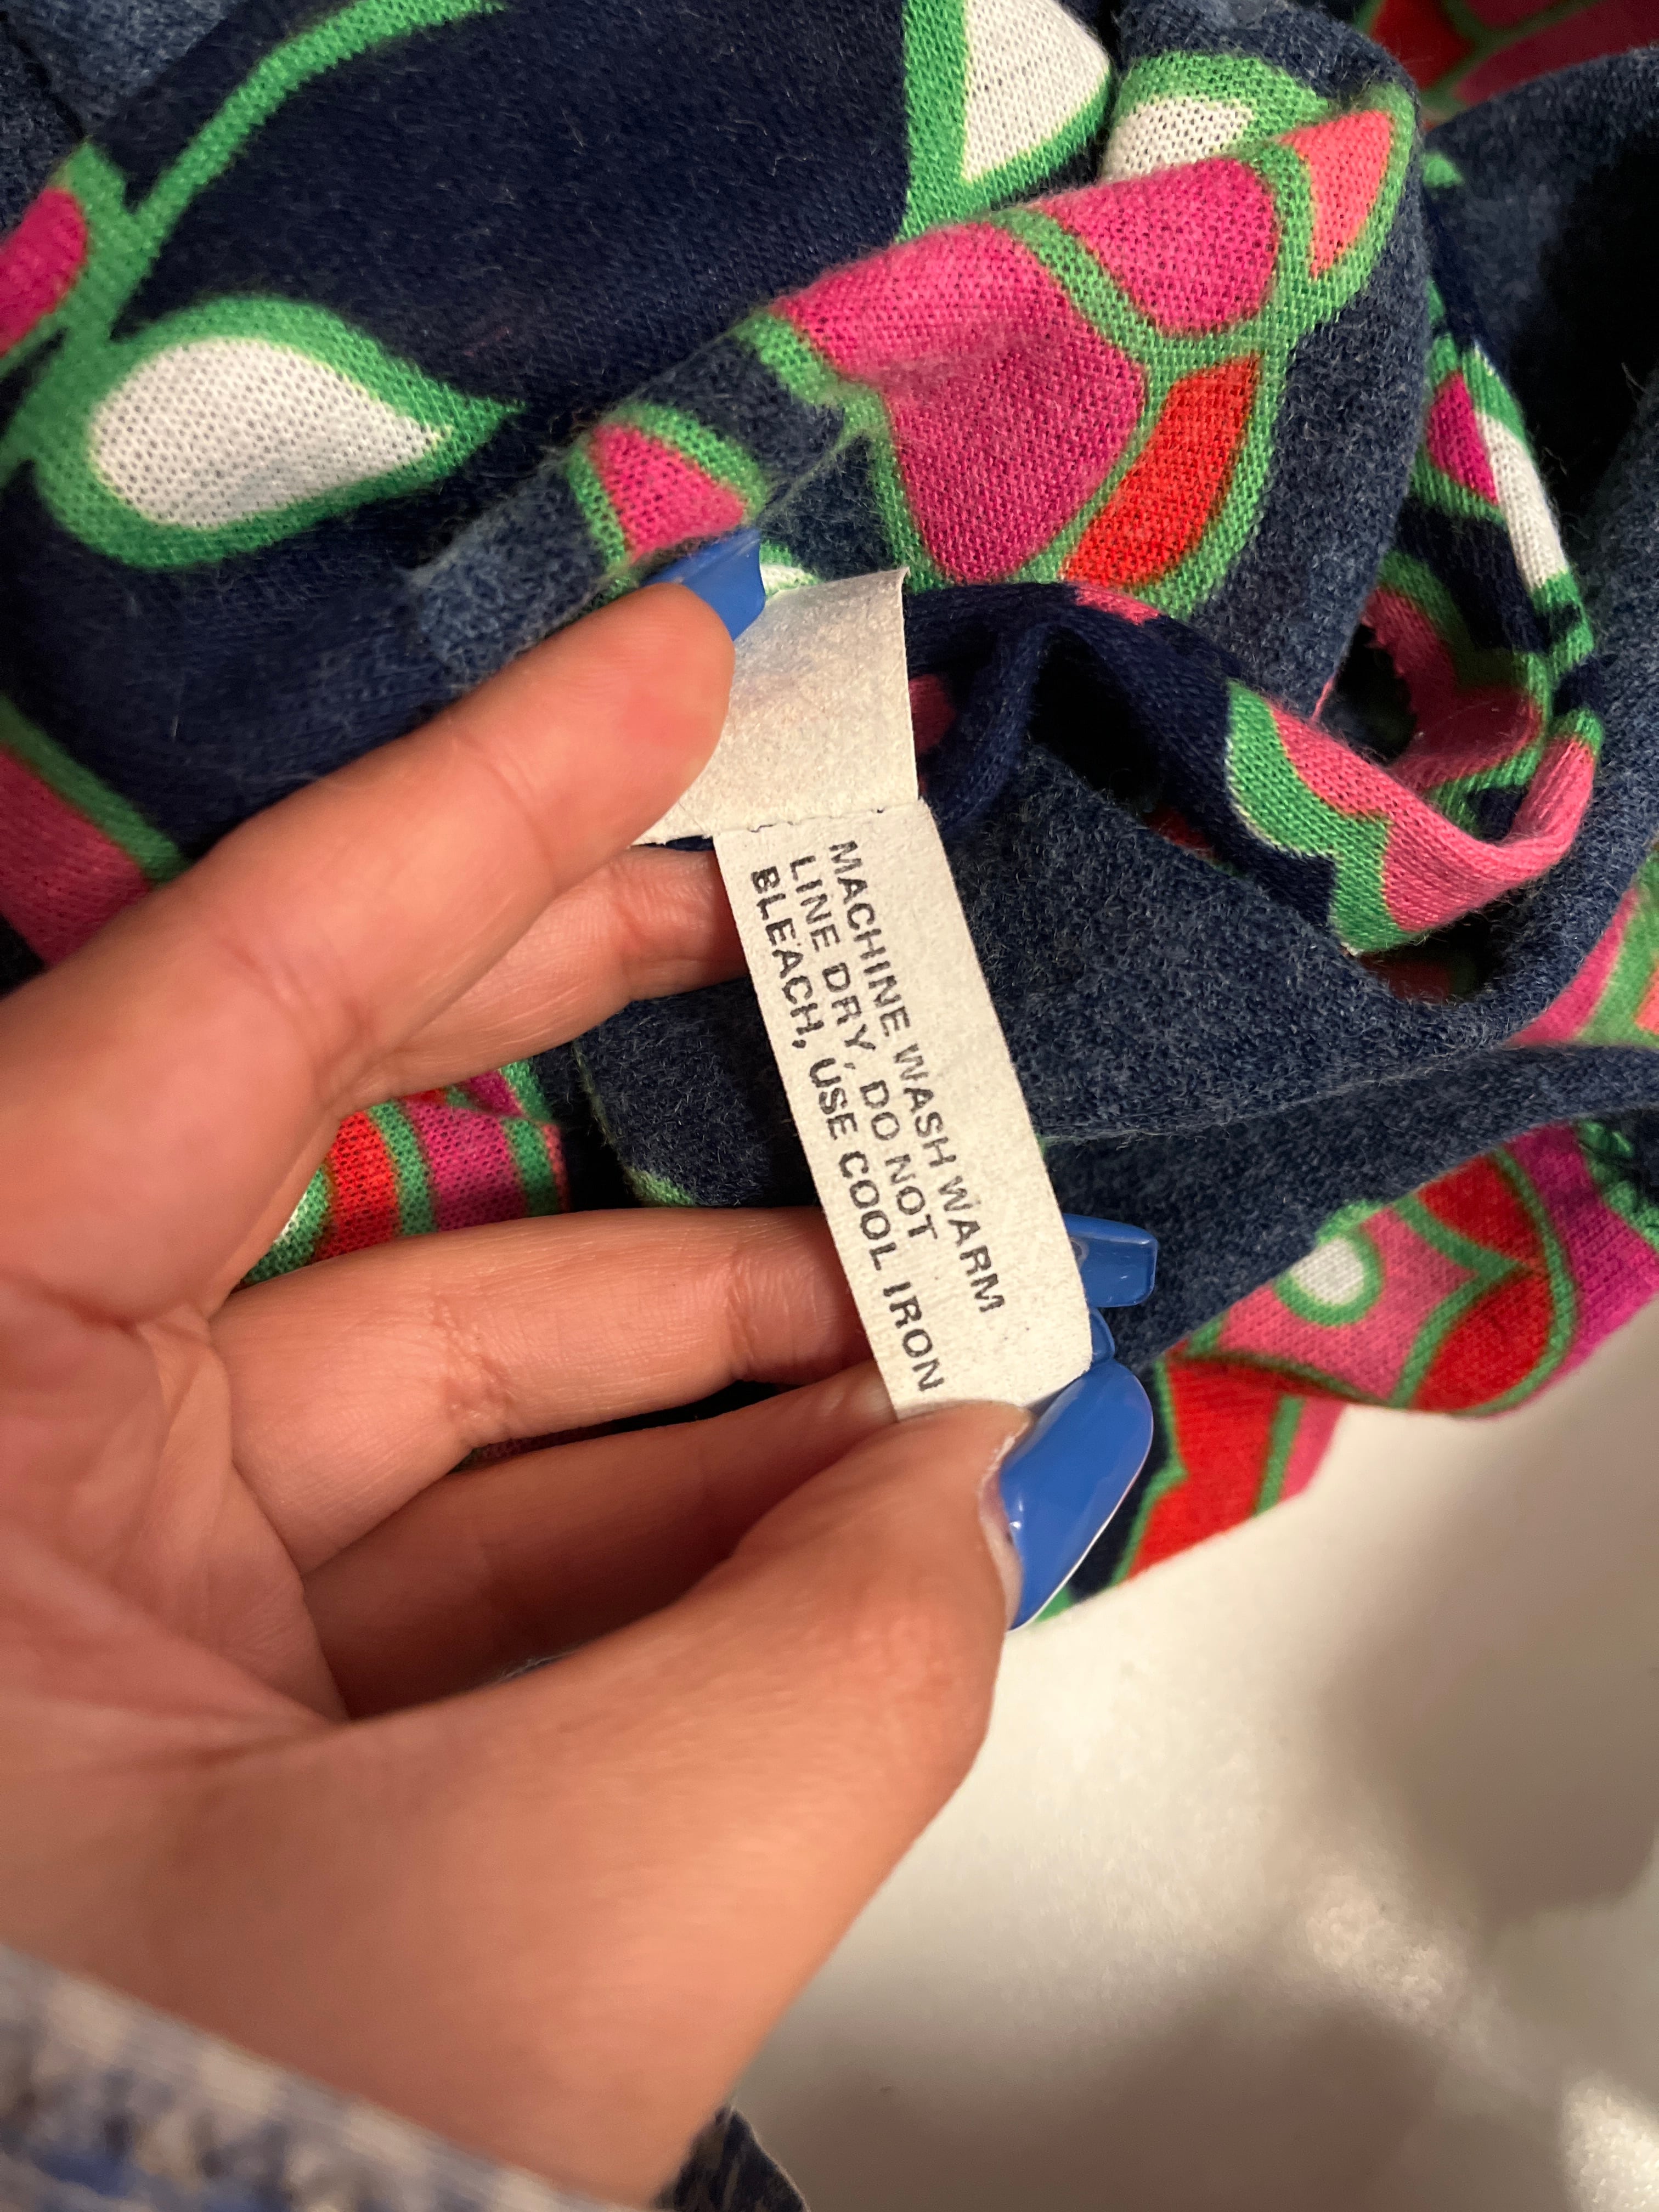 MACHINE WASH WARM
LINE DRY, DO NOT
BLEACH, USE COOL IRON